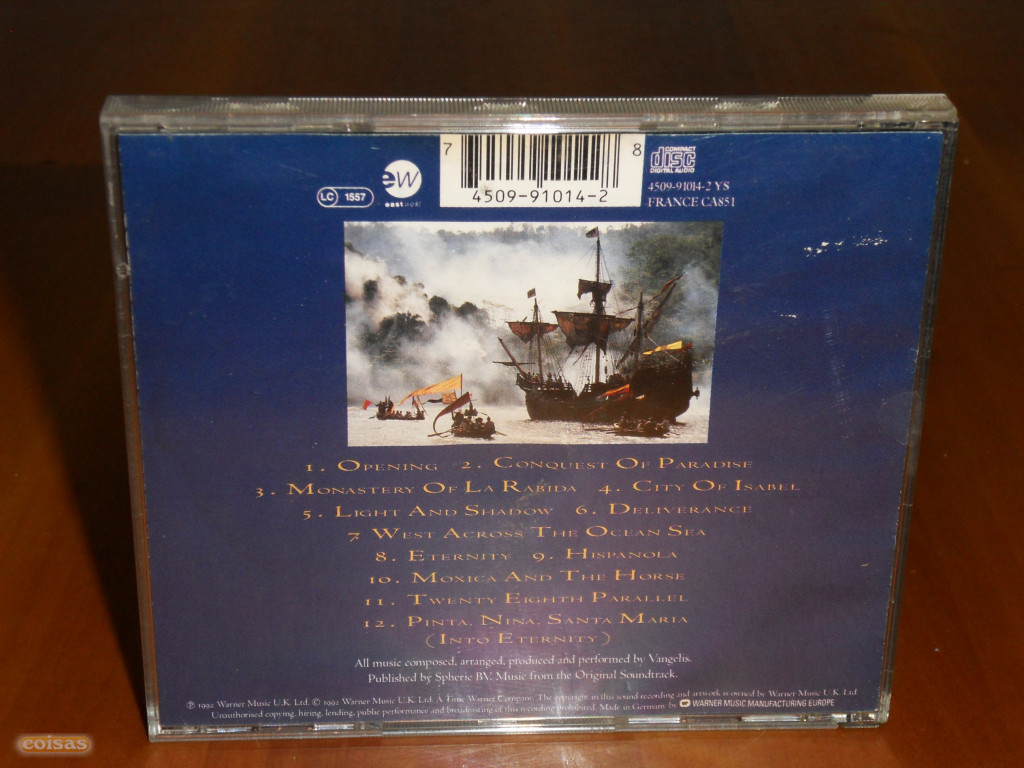 7 8
4509-91014-2
COMPACT
disc
DIGITAL AUDIO
LC 1557
ew
eastwest
4509-91014-2 YS
FRANCE CA851
1. OPENING 2. CONQUEST OF PARADISE
3. MONASTERY OF LA RABIDA 4. CITY OF ISABEL
5. LIGHT AND SHADOW 6. DELIVERANCE
7 WEST ACROSS THE OCEAN SEA
8. ETERNITY 9. HISPANOLA
10. MOXICA AND THE HORSE
11. TWENTY EIGHTH PARALLEL
12. PINTA, NINA, SANTA MARIA
(INTO ETERNITY)
All music composed, arranged, produced and performed by Vangelis.
Published by Spheric BV. Music from the Original Soundtrack.
℗ 1992 Warner Music U.K. Ltd. © 1992 Warner Music U.K. Ltd. A Time Warner Company. The copyright in this sound recording and artwork is owned by Warner Music U.K. Ltd
Unauthorised copying, hiring, lending, public performance and broadcasting of this recording prohibited. Made in Germany by WARNER MUSIC MANUFACTURING EUROPE
coisas